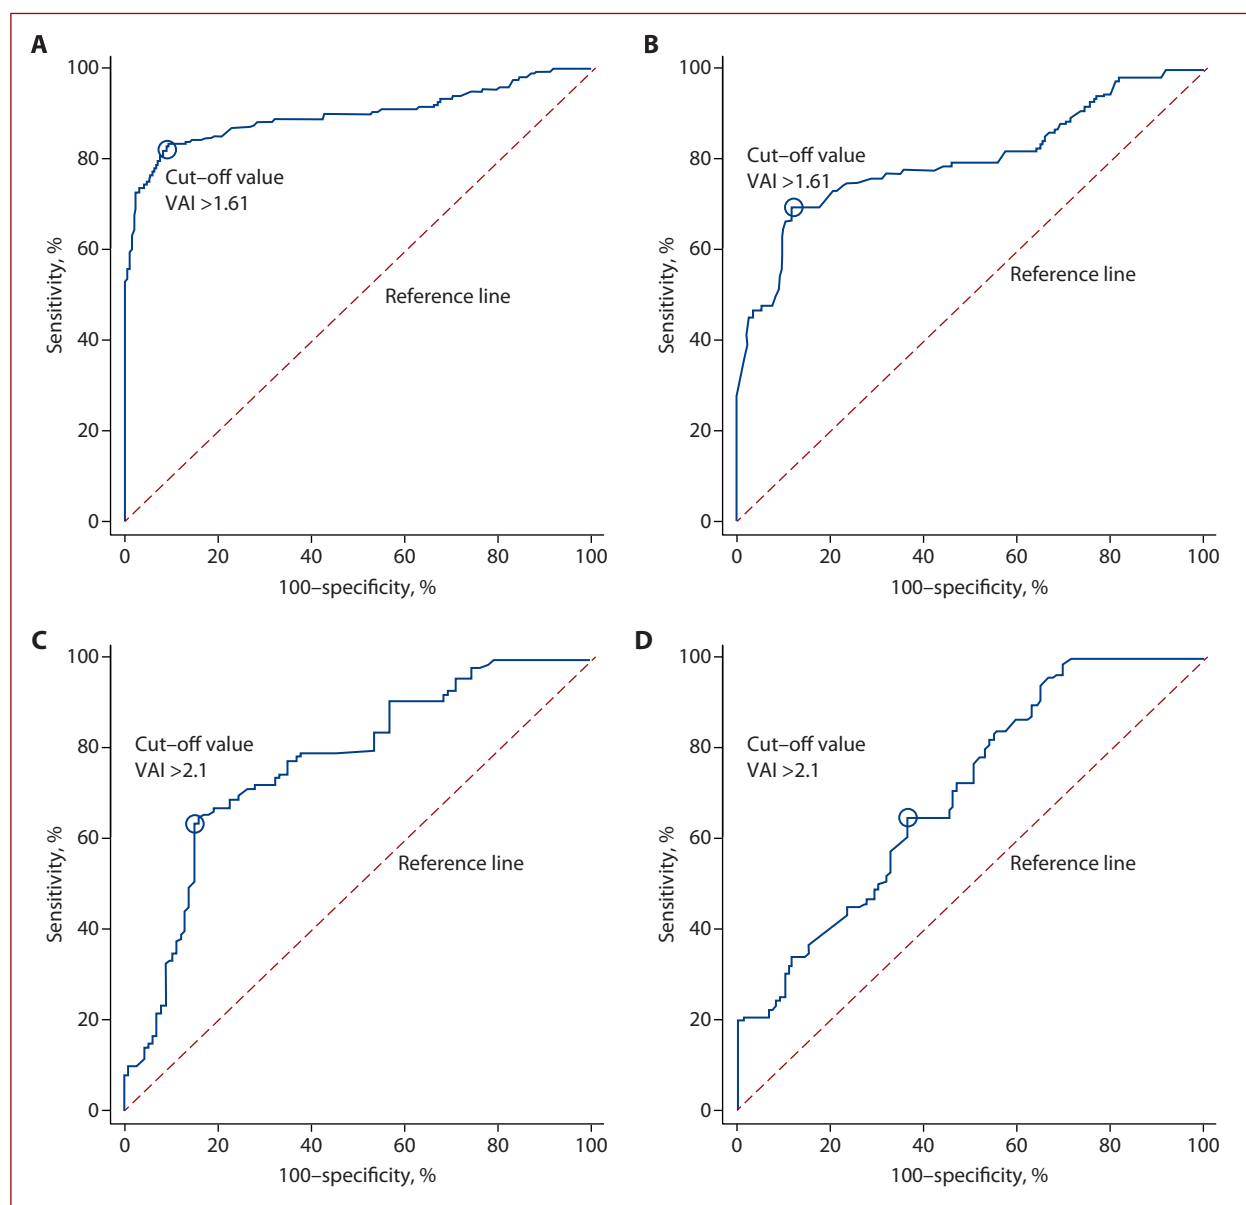 A
100
80
60
40
20
0
Sensitivity, %
Cut–off value
VAI >1.61
Reference line
0 20 40 60 80 100
100–specificity, %
B
100
80
60
40
20
0
Sensitivity, %
Cut–off value
VAI >1.61
Reference line
0 20 40 60 80 100
100–specificity, %
C
100
80
60
40
20
0
Sensitivity, %
Cut–off value
VAI >2.1
Reference line
0 20 40 60 80 100
100–specificity, %
D
100
80
60
40
20
0
Sensitivity, %
Cut–off value
VAI >2.1
Reference line
0 20 40 60 80 100
100–specificity, %